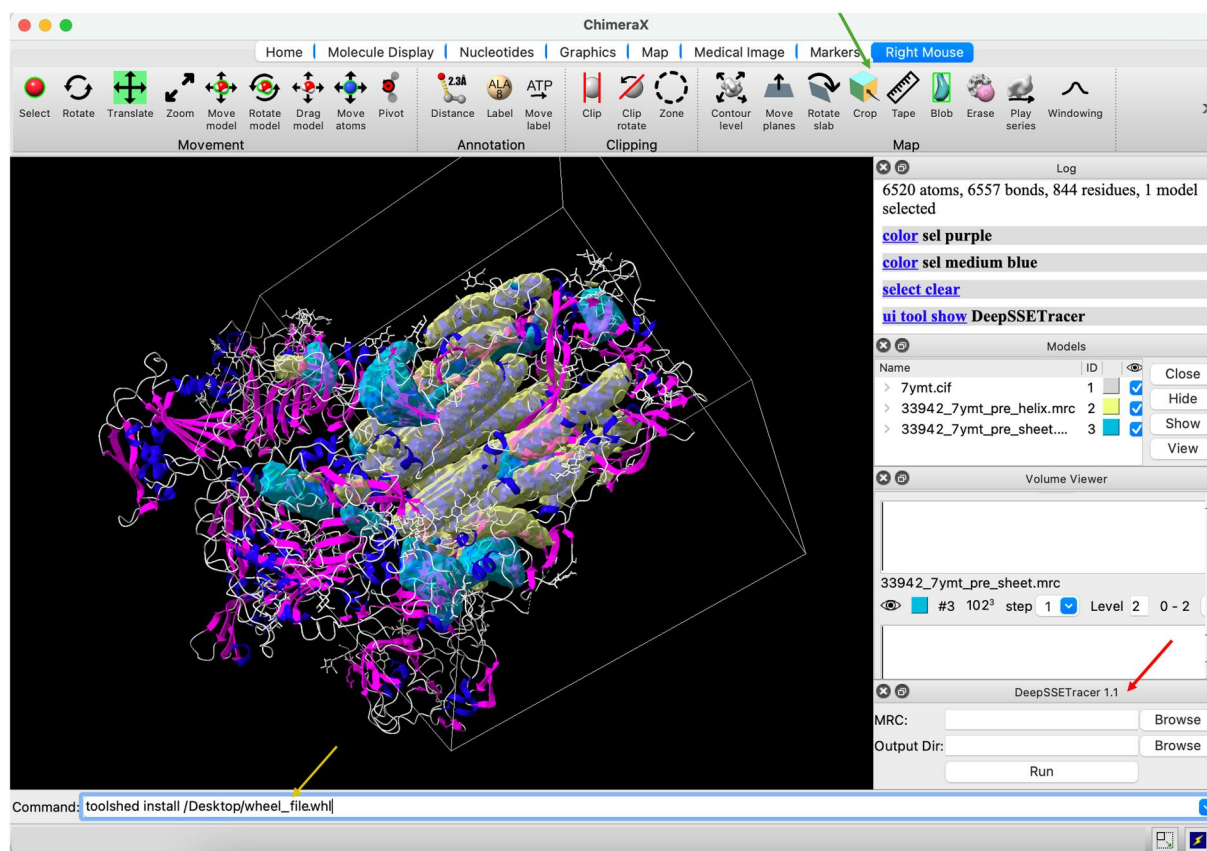 ChimeraX
Home Molecule Display Nucleotides Graphics Map Medical Image Markers Right Mouse
2.3Å ALA 8 ATP
Select Rotate Translate Zoom Move model Rotate model Drag model Move atoms Pivot Distance Label Move label Clip Clip rotate Zone Contour level Move planes Rotate slab Crop Tape Blob Erase Play series Windowing
Movement Annotation Clipping Map
Log
6520 atoms, 6557 bonds, 844 residues, 1 model
selected
color sel purple
color sel medium blue
select clear
ui tool show DeepSSETracer
Models
Name ID
7ymt.cif 1
33942_7ymt_pre_helix.mrc 2
33942_7ymt_pre_sheet.... 3
Close
Hide
Show
View
Volume Viewer
33942_7ymt_pre_sheet.mrc
#3 102³ step 1 Level 2 0 - 2
DeepSSETracer 1.1
MRC: Browse
Output Dir: Browse
Run
Command: toolshed install /Desktop/wheel_file.whl